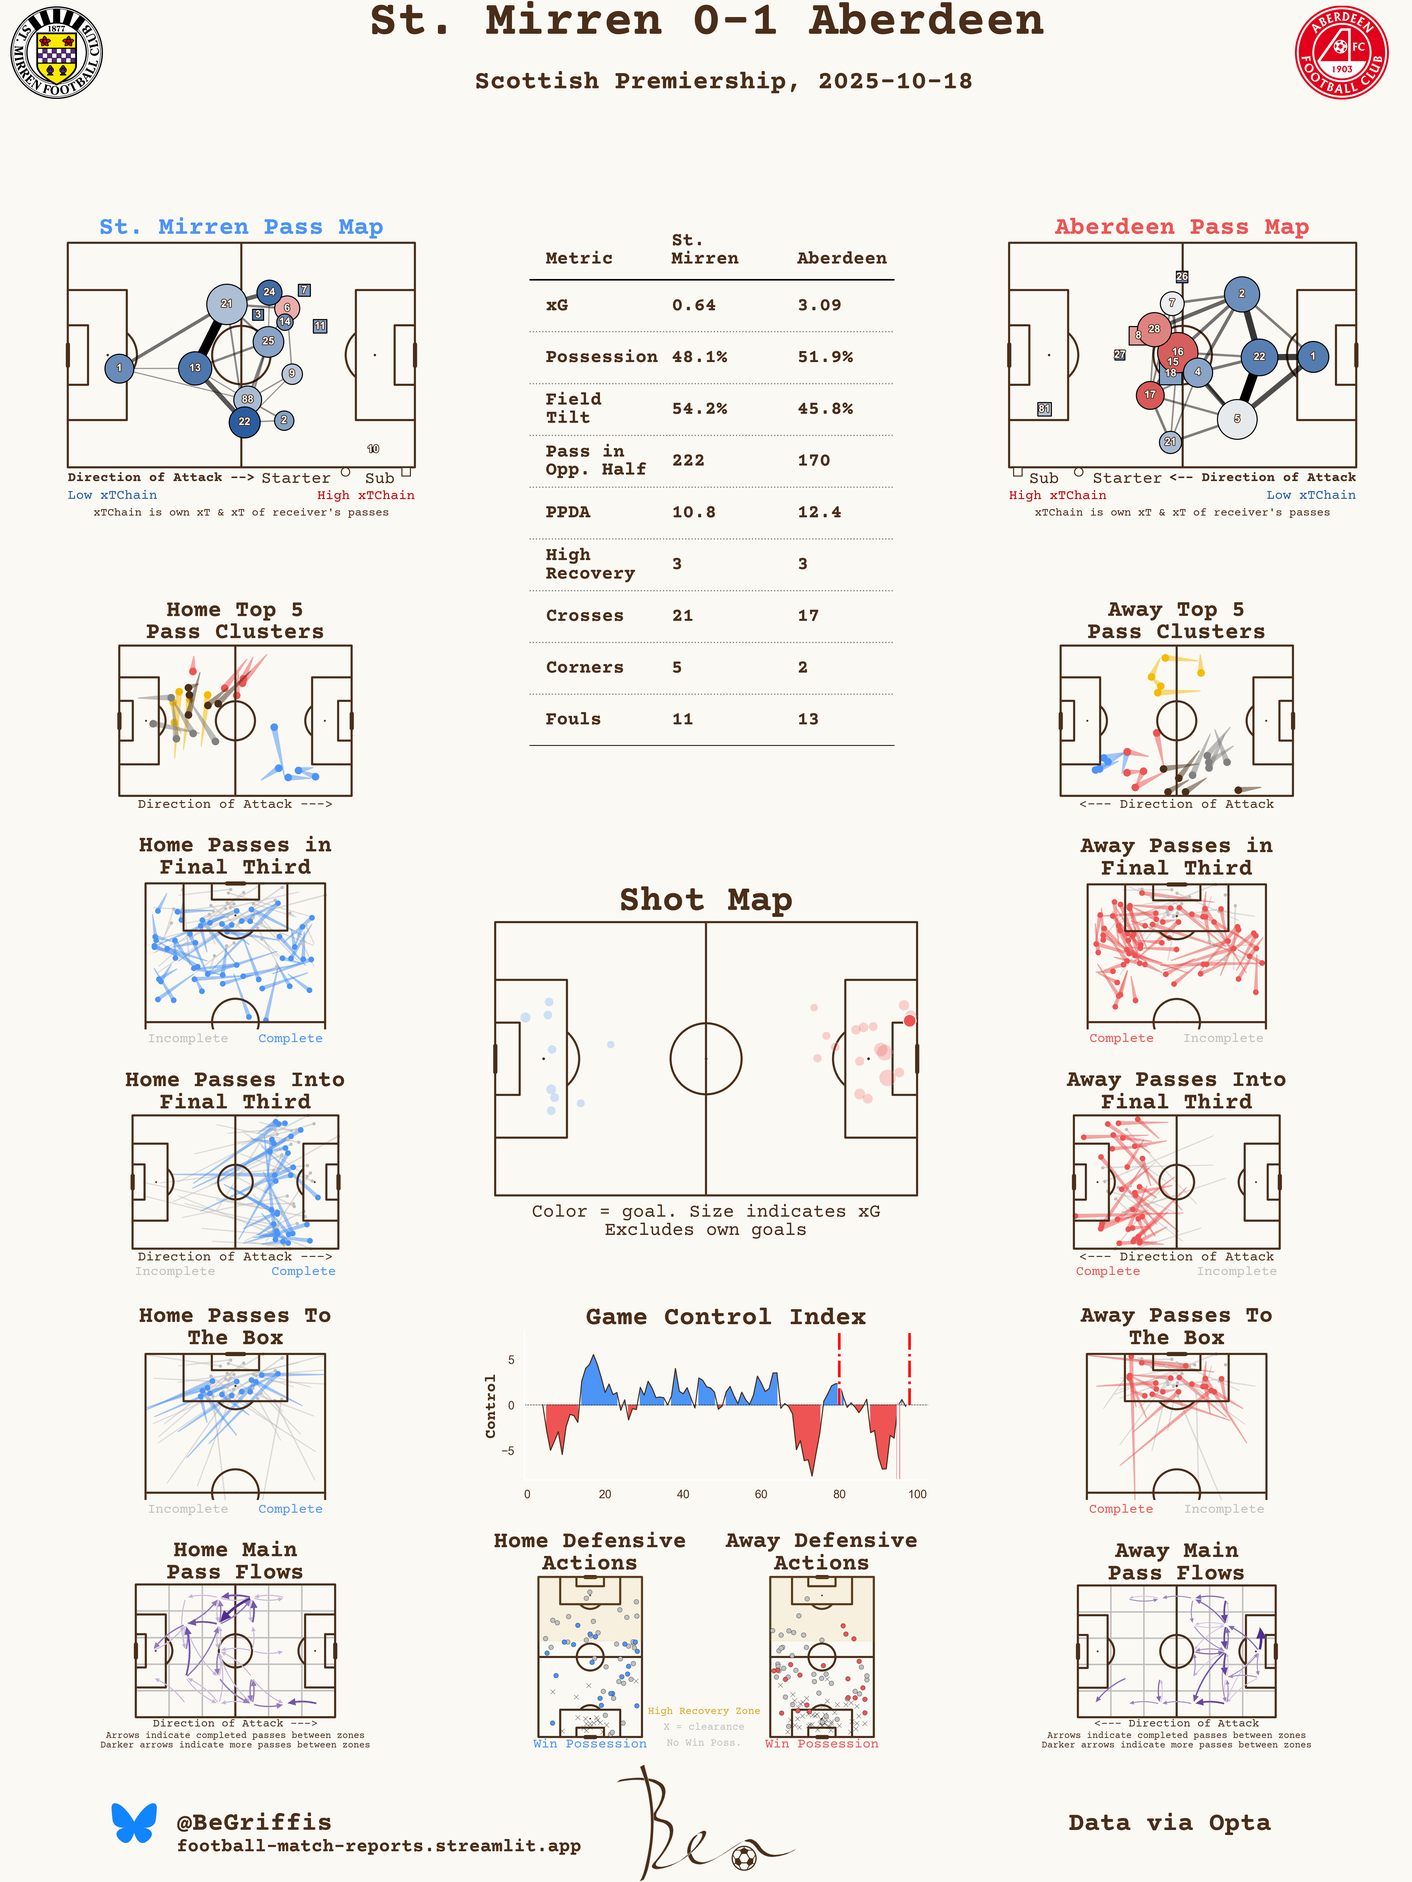 St. Mirren 0-1 Aberdeen
Scottish Premiership, 2025-10-18
1877
ST. MIRREN FOOTBALL CLUB
ABERDEEN
FC
1903
FOOTBALL CLUB
St. Mirren Pass Map
21
24
7
6
3
14
11
25
1
13
9
88
22
2
10
Direction of Attack --> Starter Sub
Low xTChain High xTChain
xTChain is own xT & xT of receiver's passes
Metric St. Mirren Aberdeen
xG 0.64 3.09
Possession 48.1% 51.9%
Field Tilt 54.2% 45.8%
Pass in Opp. Half 222 170
PPDA 10.8 12.4
High Recovery 3 3
Crosses 21 17
Corners 5 2
Fouls 11 13
Aberdeen Pass Map
26
2
7
28
8
16
27
15
22
1
18
4
17
81
5
21
Sub Starter <-- Direction of Attack
High xTChain Low xTChain
xTChain is own xT & xT of receiver's passes
Home Top 5
Pass Clusters
Direction of Attack --->
Away Top 5
Pass Clusters
<--- Direction of Attack
Home Passes in
Final Third
Incomplete Complete
Away Passes in
Final Third
Complete Incomplete
Shot Map
Color = goal. Size indicates xG
Excludes own goals
Home Passes Into
Final Third
Direction of Attack --->
Incomplete Complete
Away Passes Into
Final Third
<--- Direction of Attack
Complete Incomplete
Home Passes To
The Box
Incomplete Complete
Game Control Index
Control
5
0
−5
0 20 40 60 80 100
Away Passes To
The Box
Complete Incomplete
Home Main
Pass Flows
Direction of Attack --->
Arrows indicate completed passes between zones
Darker arrows indicate more passes between zones
Home Defensive
Actions
Win Possession
High Recovery Zone
X = clearance
No Win Poss.
Away Defensive
Actions
Win Possession
Away Main
Pass Flows
<--- Direction of Attack
Arrows indicate completed passes between zones
Darker arrows indicate more passes between zones
@BeGriffis
football-match-reports.streamlit.app
Ben
Data via Opta